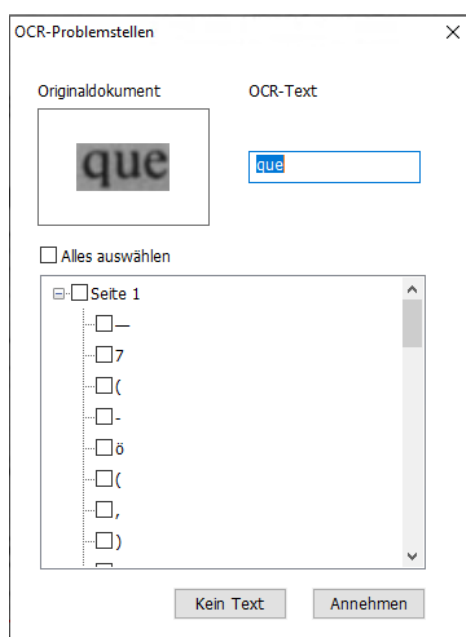 OCR-Problemstellen
Originaldokument OCR-Text
que que
Alles auswählen
Seite 1
—
7
(
-
ö
(
,
)
Kein Text Annehmen